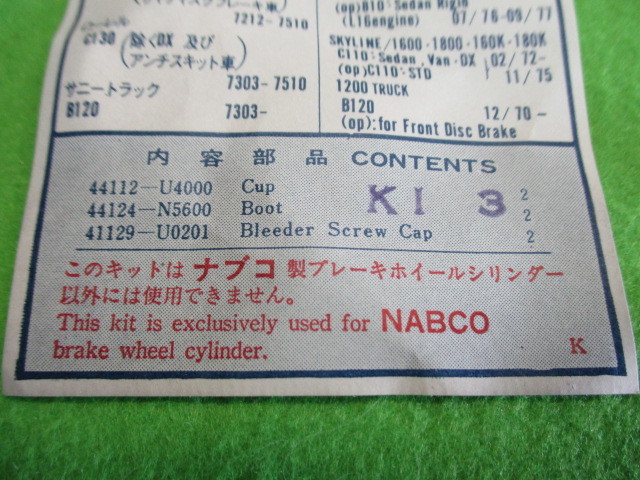 7212-7510
C130 (除くDX 及び
アンチスキット車)
7303-7510
サニートラック
B120 7303-
(op)B10: Sedan
(L16engine) 07/76-09/77
SKYLINE/1600・1800・160K・180K
C110: Sedan, Van・DX 02/72-
(op)C110: STD 11/75
1200 TRUCK
B120 12/70-
(op): for Front Disc Brake
内容部品 CONTENTS
44112—U4000 Cup 2
44124—N5600 Boot 2
41129—U0201 Bleeder Screw Cap 2
KI 3
このキッドは ナブコ 製ブレーキホイールシリンダー
以外には使用できません。
This kit is exclusively used for NABCO
brake wheel cylinder.
K